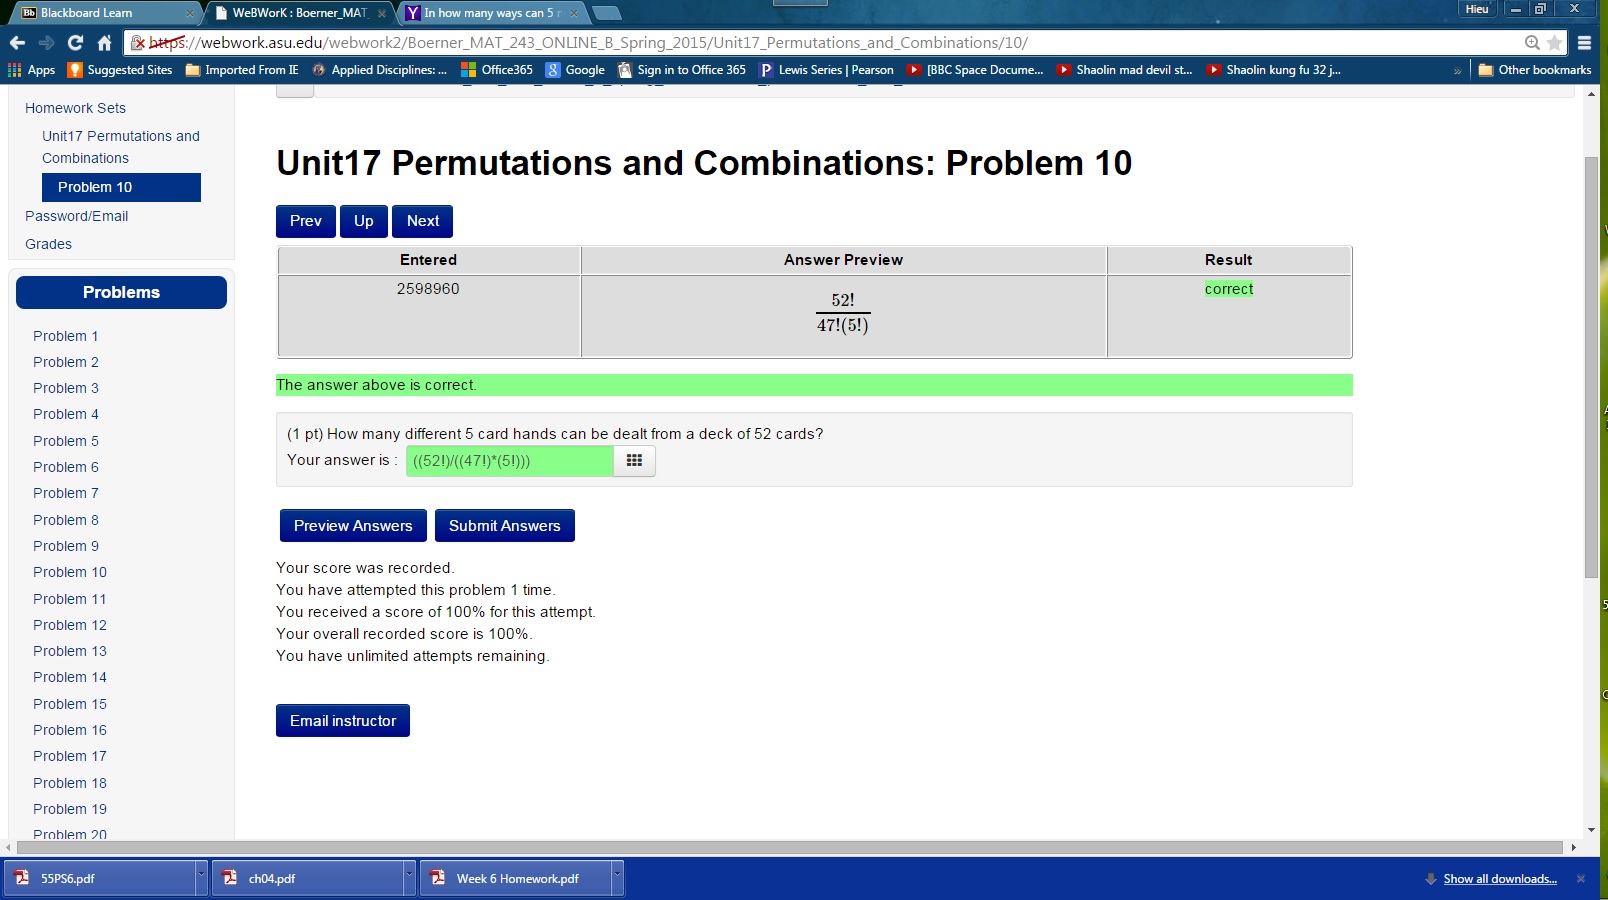 Blackboard Learn
WeBWorK : Boerner_MAT_
In how many ways can 5 r
Hieu
https://webwork.asu.edu/webwork2/Boerner_MAT_243_ONLINE_B_Spring_2015/Unit17_Permutations_and_Combinations/10/
Apps Suggested Sites Imported From IE Applied Disciplines: ... Office365 Google Sign in to Office 365 Lewis Series | Pearson [BBC Space Docume... Shaolin mad devil st... Shaolin kung fu 32 j... » Other bookmarks
Homework Sets
Unit17 Permutations and
Combinations
Problem 10
Password/Email
Grades
Problems
Problem 1
Problem 2
Problem 3
Problem 4
Problem 5
Problem 6
Problem 7
Problem 8
Problem 9
Problem 10
Problem 11
Problem 12
Problem 13
Problem 14
Problem 15
Problem 16
Problem 17
Problem 18
Problem 19
Problem 20
Unit17 Permutations and Combinations: Problem 10
Prev Up Next
Entered Answer Preview Result
2598960 52! correct
47!(5!)
The answer above is correct.
(1 pt) How many different 5 card hands can be dealt from a deck of 52 cards?
Your answer is : ((52!)/((47!)*(5!)))
Preview Answers Submit Answers
Your score was recorded.
You have attempted this problem 1 time.
You received a score of 100% for this attempt.
Your overall recorded score is 100%.
You have unlimited attempts remaining.
Email instructor
55PS6.pdf ch04.pdf Week 6 Homework.pdf Show all downloads...